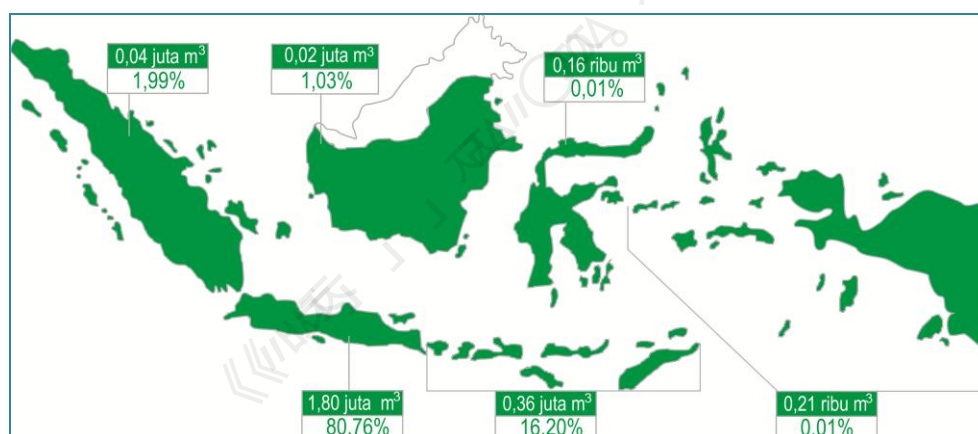 0,04 juta m³
1,99%
0,02 juta m³
1,03%
0,16 ribu m³
0,01%
1,80 juta m³
80,76%
0,36 juta m³
16,20%
0,21 ribu m³
0,01%